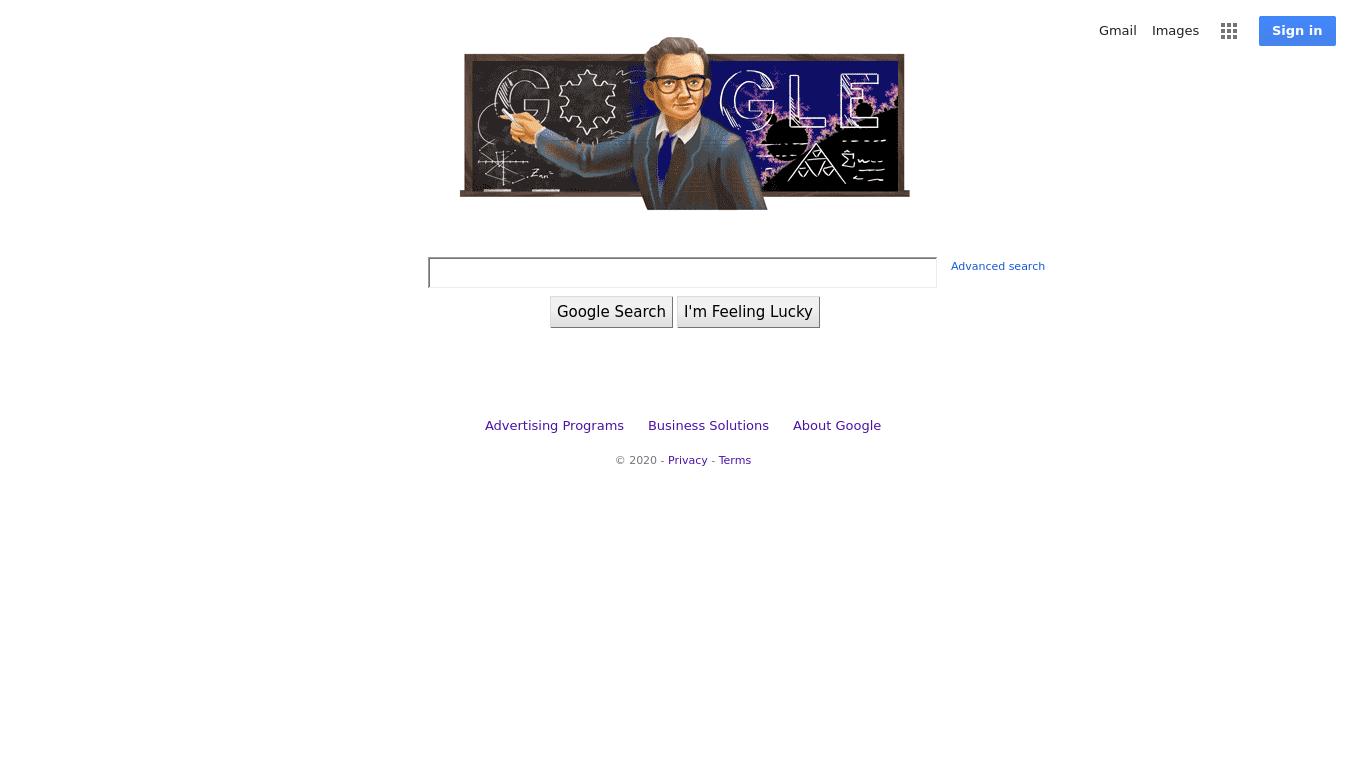 Gmail Images Sign in
GOGLE
Advanced search
Google Search I'm Feeling Lucky
Advertising Programs Business Solutions About Google
© 2020 - Privacy - Terms